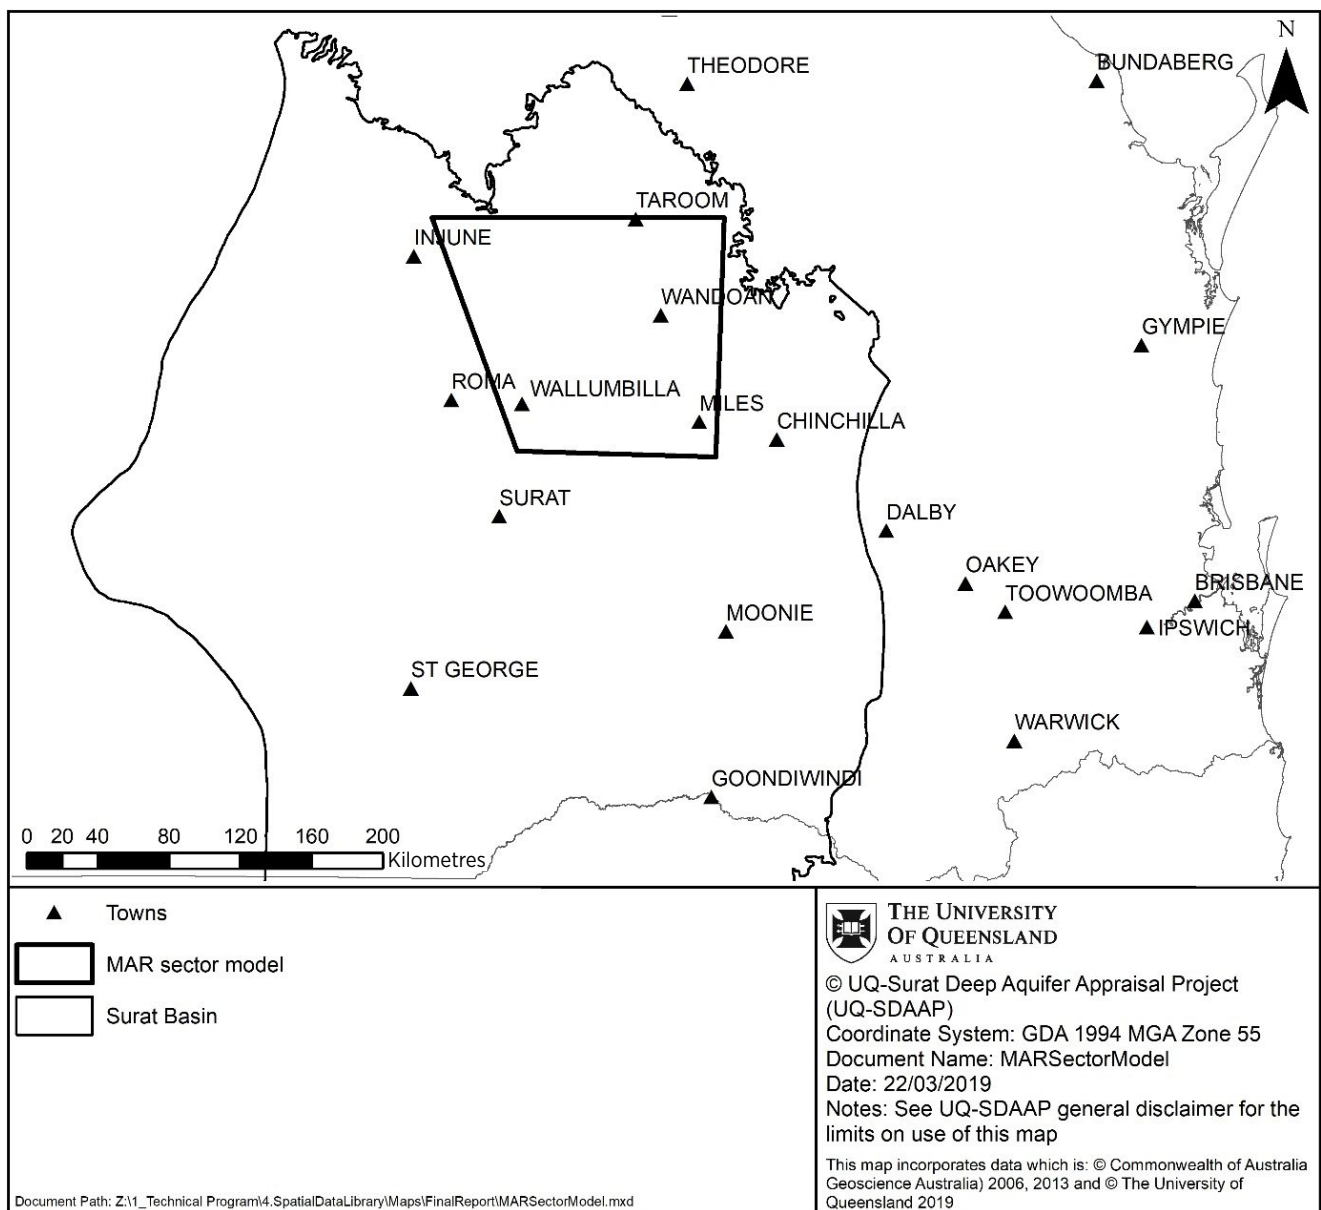 N
THEODORE
BUNDABERG
TAROOM
INJUNE
WANDOAN
GYMPIE
ROMA
WALLUMBILLA
MILES
CHINCHILLA
SURAT
DALBY
OAKEY
TOOWOOMBA
BRISBANE
IPSWICH
MOONIE
ST GEORGE
WARWICK
GOONDIWINDI
0 20 40 80 120 160 200
Kilometres
Towns
MAR sector model
Surat Basin
THE UNIVERSITY
OF QUEENSLAND
AUSTRALIA
© UQ-Surat Deep Aquifer Appraisal Project
(UQ-SDAAP)
Coordinate System: GDA 1994 MGA Zone 55
Document Name: MARSectorModel
Date: 22/03/2019
Notes: See UQ-SDAAP general disclaimer for the
limits on use of this map
This map incorporates data which is: © Commonwealth of Australia
Geoscience Australia) 2006, 2013 and © The University of
Queensland 2019
Document Path: Z:\1_Technical Program\4.SpatialDataLibrary\Maps\FinalReport\MARSectorModel.mxd